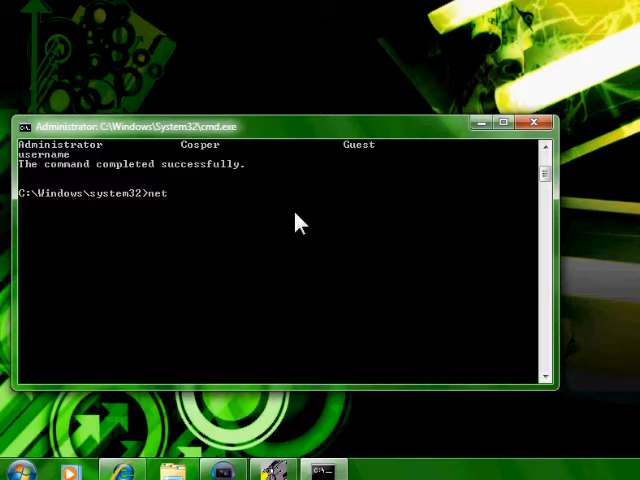 Administrator: C:\Windows\System32\cmd.exe
Administrator Cosper Guest
username
The command completed successfully.
C:\Windows\system32>net